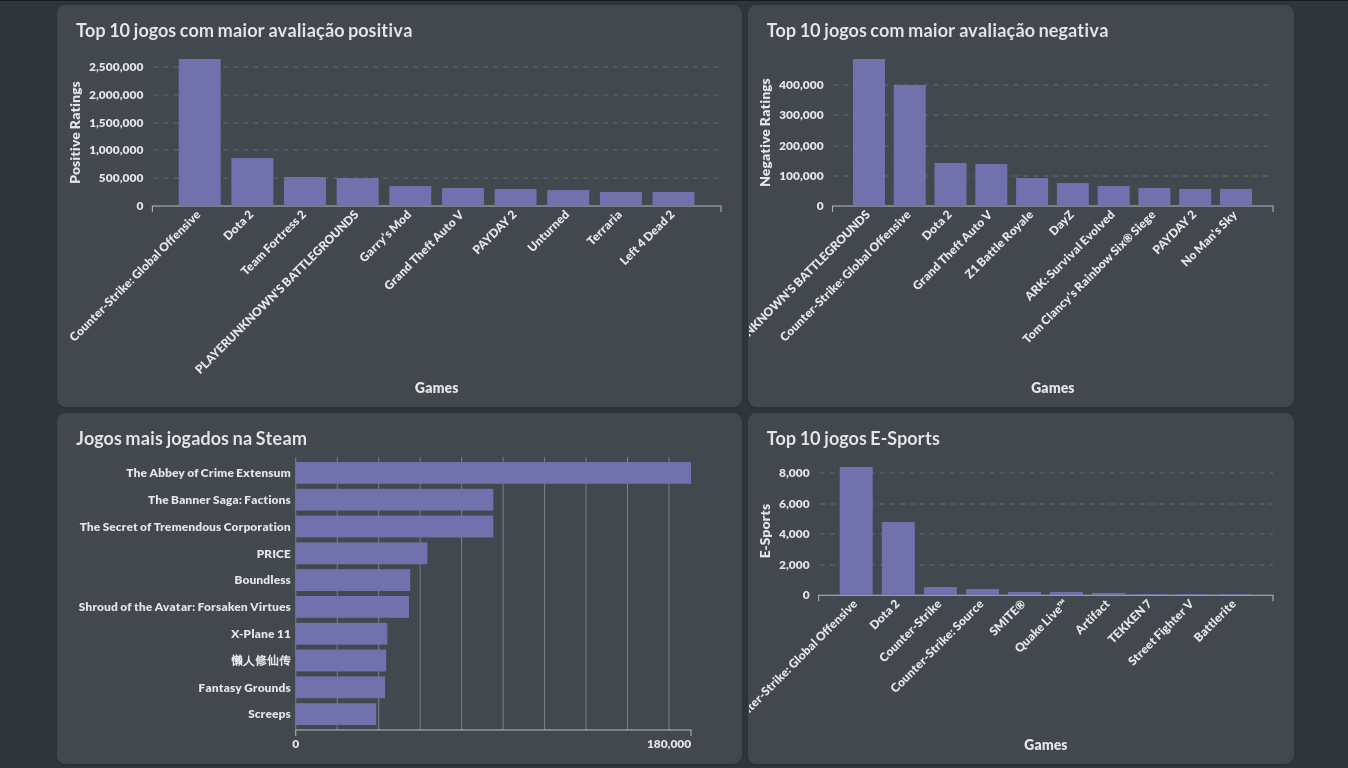 Top 10 jogos com maior avaliação positiva
Positive Ratings
2,500,000
2,000,000
1,500,000
1,000,000
500,000
0
Counter-Strike: Global Offensive
Dota 2
Team Fortress 2
PLAYERUNKNOWN'S BATTLEGROUNDS
Garry's Mod
Grand Theft Auto V
PAYDAY 2
Unturned
Terraria
Left 4 Dead 2
Games
Top 10 jogos com maior avaliação negativa
Negative Ratings
400,000
300,000
200,000
100,000
0
NKNOWN'S BATTLEGROUNDS
Counter-Strike: Global Offensive
Dota 2
Grand Theft Auto V
Z1 Battle Royale
DayZ
ARK: Survival Evolved
Tom Clancy's Rainbow Six® Siege
PAYDAY 2
No Man's Sky
Games
Jogos mais jogados na Steam
The Abbey of Crime Extensum
The Banner Saga: Factions
The Secret of Tremendous Corporation
PRICE
Boundless
Shroud of the Avatar: Forsaken Virtues
X-Plane 11
懒人修仙传
Fantasy Grounds
Screeps
0
180,000
Top 10 jogos E-Sports
E-Sports
8,000
6,000
4,000
2,000
0
ter-Strike: Global Offensive
Dota 2
Counter-Strike
Counter-Strike: Source
SMITE®
Quake Live™
Artifact
TEKKEN 7
Street Fighter V
Battlerite
Games